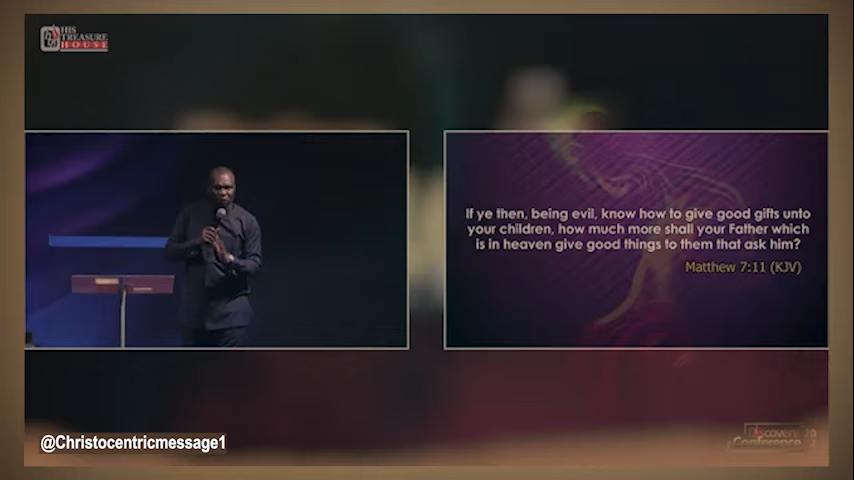 HIS
TREASURE
HOUSE
If ye then, being evil, know how to give good gifts unto
your children, how much more shall your Father which
is in heaven give good things to them that ask him?
Matthew 7:11 (KJV)
@Christocentricmessage1
Discovery
Conference